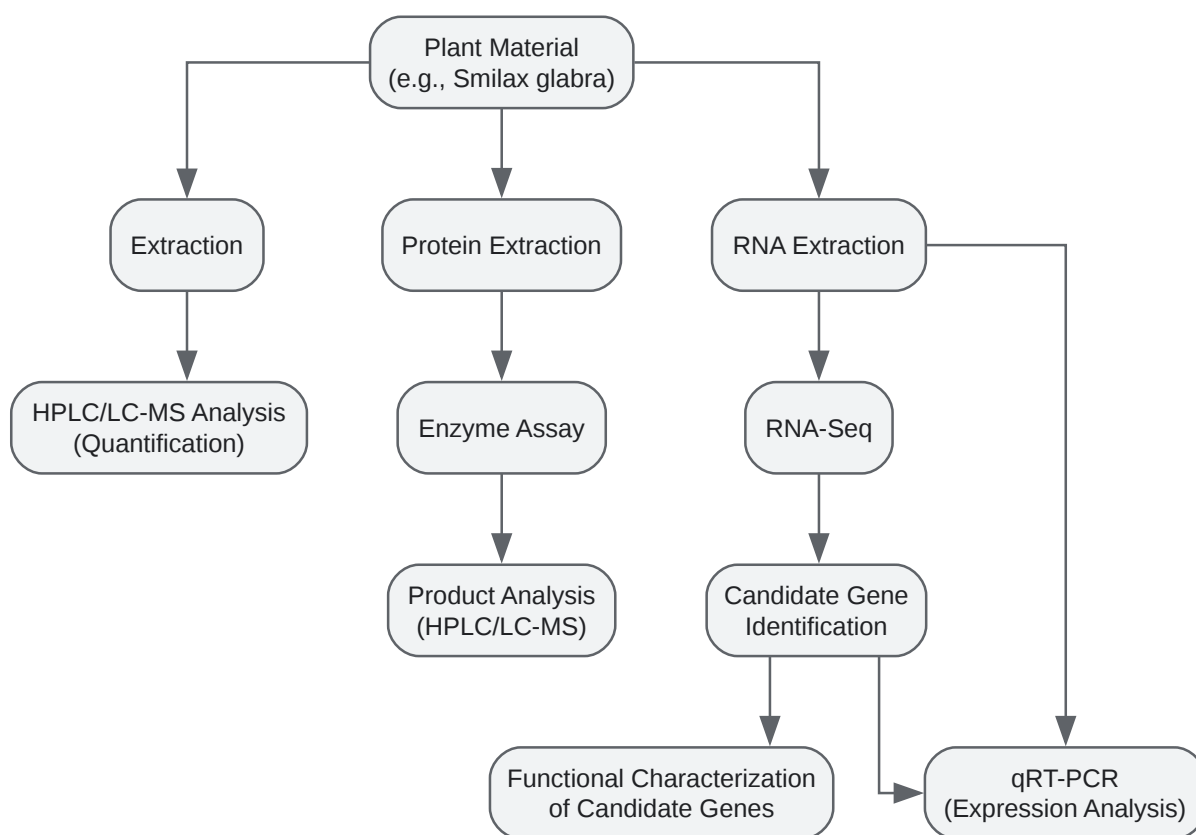 Plant Material
(e.g., Smilax glabra)
Extraction
Protein Extraction
RNA Extraction
HPLC/LC-MS Analysis
(Quantification)
Enzyme Assay
RNA-Seq
Product Analysis
(HPLC/LC-MS)
Candidate Gene
Identification
Functional Characterization
of Candidate Genes
qRT-PCR
(Expression Analysis)